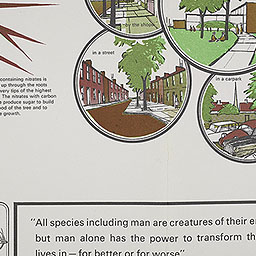 by the shops
in a street
in a carpark
containing nitrates is
up through the roots
very tips of the highest
The nitrates with carbon
produce sugar to build
ood of the tree and to
growth.
"All species including man are creatures of their en
but man alone has the power to transform th
lives in — for better or for worse"